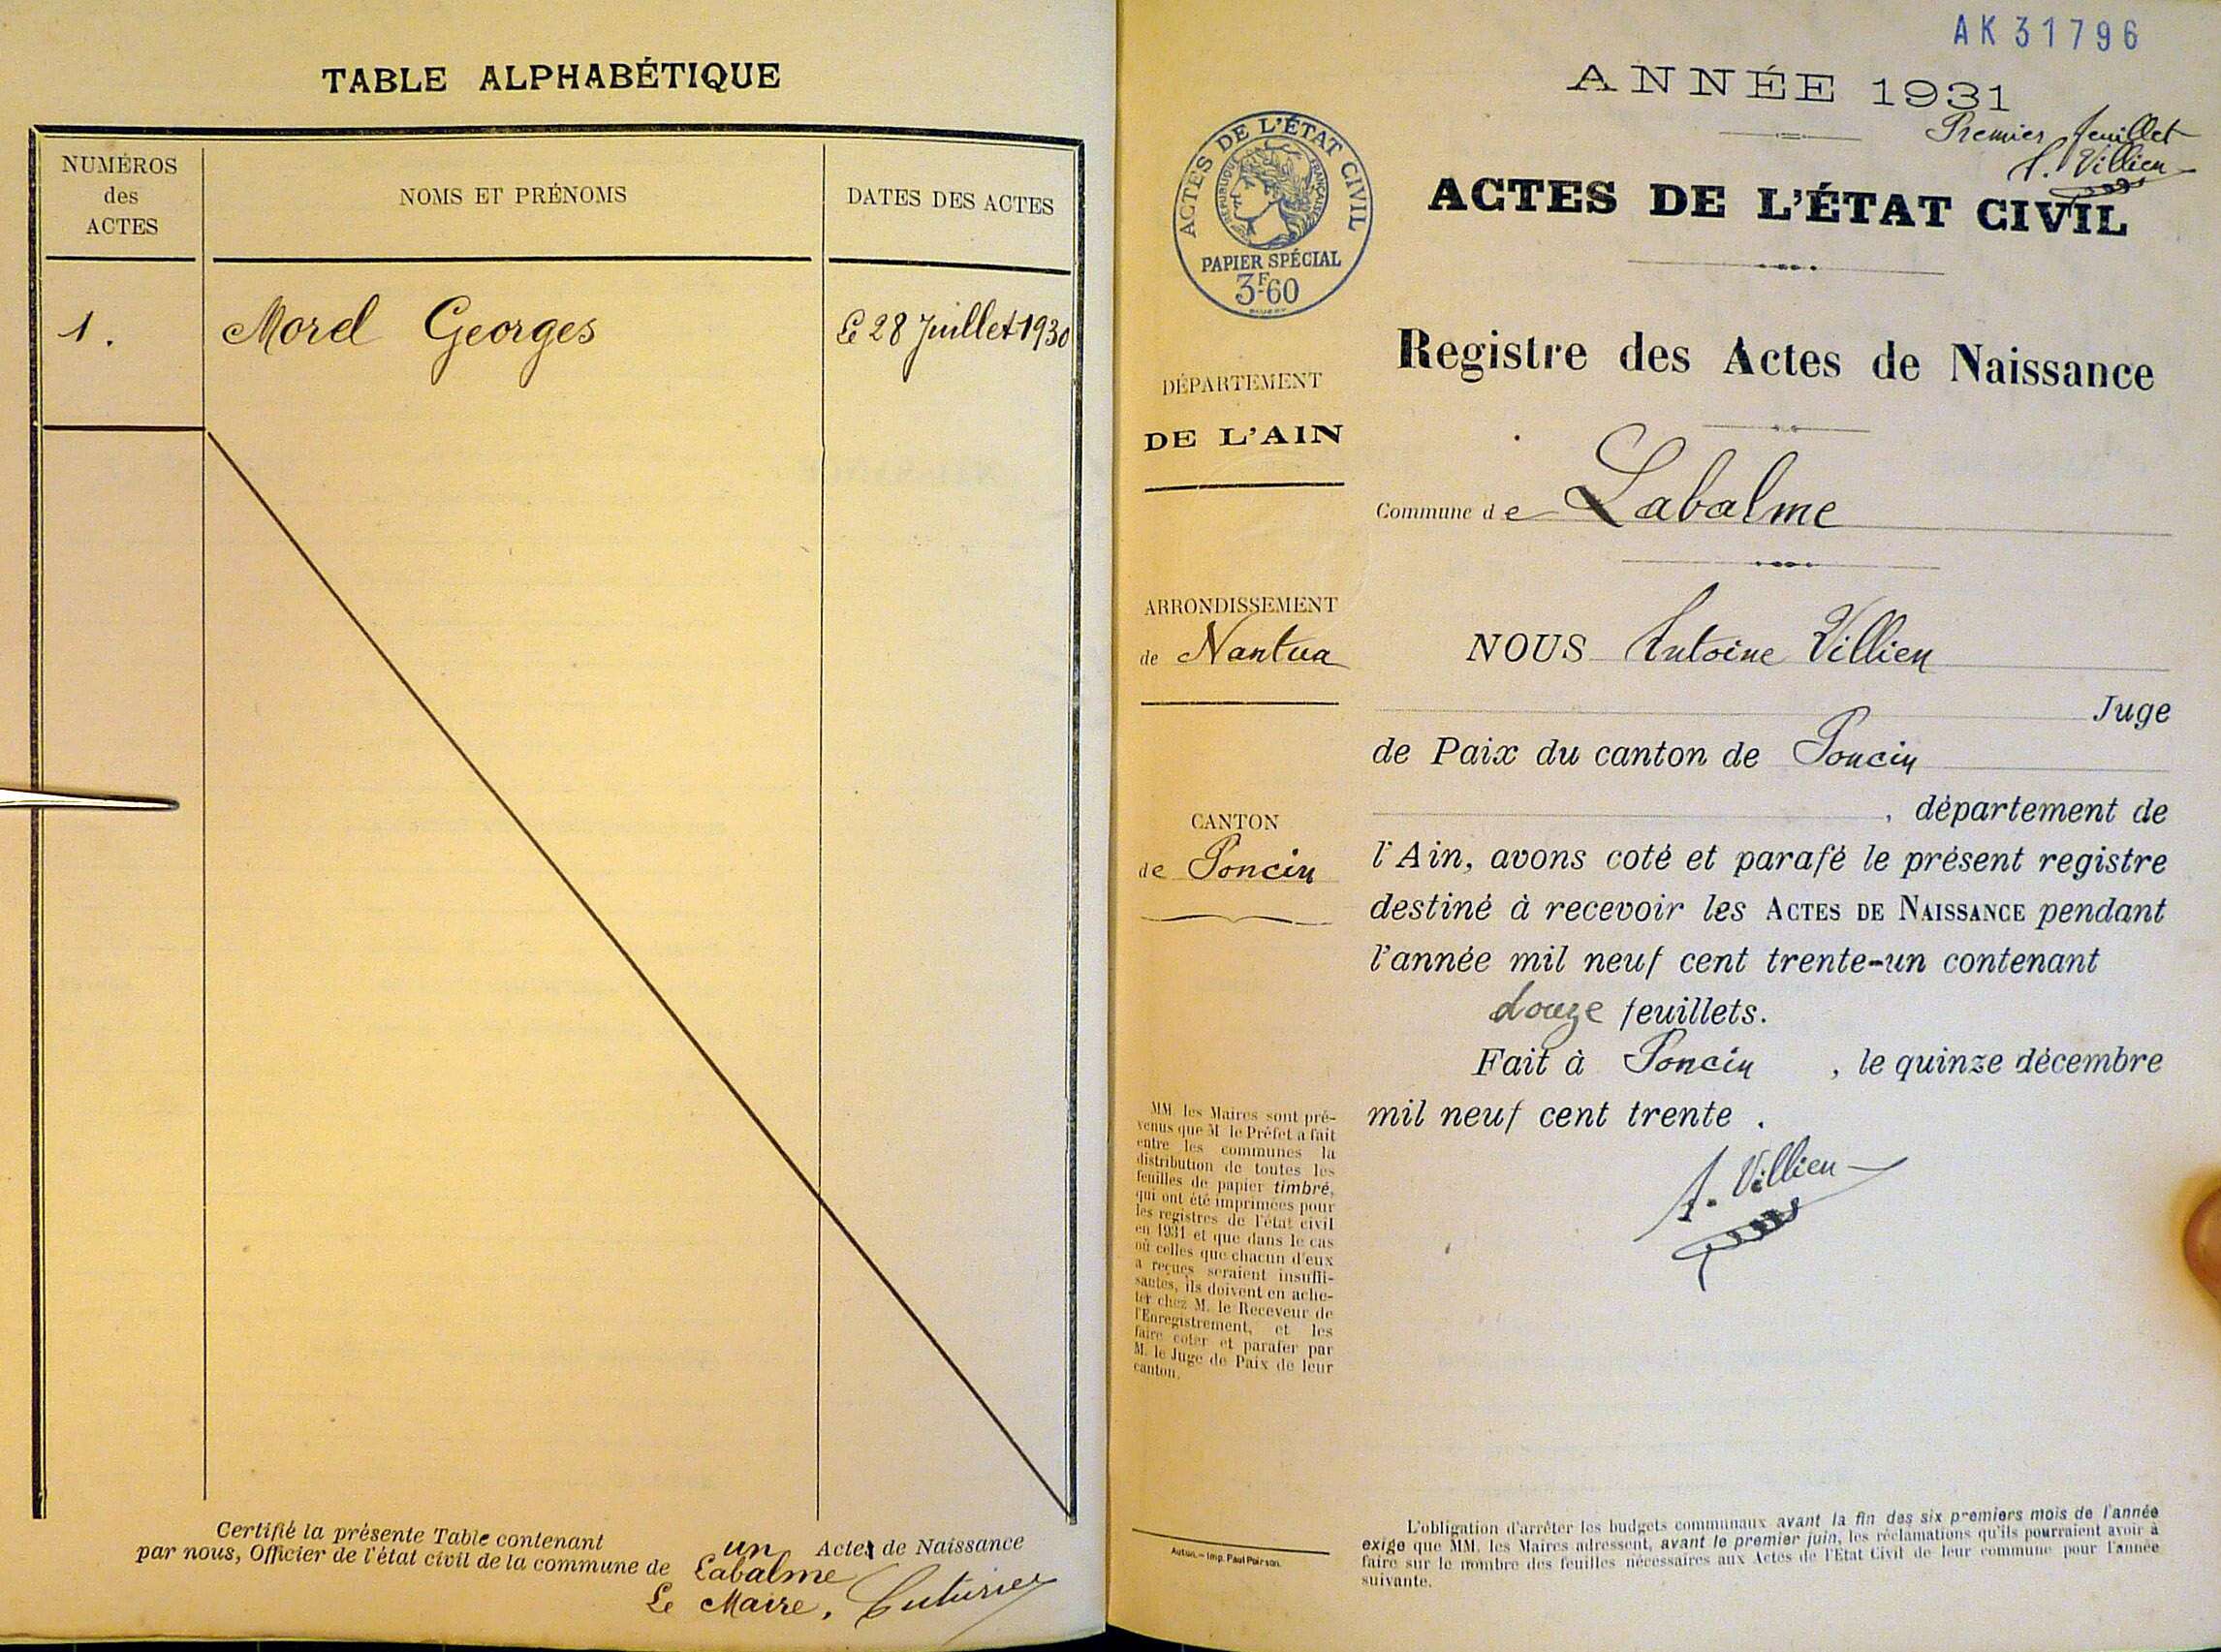 TABLE ALPHABÉTIQUE
NUMÉROS
des
ACTES
NOMS ET PRÉNOMS
DATES DES ACTES
1. Morel Georges Le 28 Juillet 1930
Certifié la présente Table contenant un Actes de Naissance
par nous, Officier de l'état civil de la commune de Labalme
Le Maire, Cuturier
AK31796
ANNÉE 1931
Premier feuillet
A. Villien
ACTES DE L'ÉTAT CIVIL
ACTES DE L'ÉTAT CIVIL
RÉPUBLIQUE FRANÇAISE
PAPIER SPÉCIAL
3F60
Registre des Actes de Naissance
DÉPARTEMENT
DE L'AIN
Commune de Labalme
ARRONDISSEMENT
de Nantua
CANTON
de Poncin
NOUS Antoine Villien
Juge
de Paix du canton de Poncin
, département de
l'Ain, avons coté et parafé le présent registre
destiné à recevoir les ACTES DE NAISSANCE pendant
l'année mil neuf cent trente-un contenant
douze feuillets.
Fait à Poncin , le quinze décembre
mil neuf cent trente .
A. Villien
MM. les Maires sont pré-
venus que M. le Préfet a fait
entre les communes la
distribution de toutes les
feuilles de papier timbré,
qui ont été imprimées pour
les registres de l'état civil
en 1931 et que dans le cas
où celles que chacun d'eux
a reçues seraient insuffi-
santes, ils doivent en ache-
ter chez M. le Receveur de
l'Enregistrement, et les
faire coter et parafer par
M. le Juge de Paix de leur
canton.
Autun. — Imp. Paul Poirson.
L'obligation d'arrêter les budgets communaux avant la fin des six premiers mois de l'année
exige que MM. les Maires adressent, avant le premier juin, les réclamations qu'ils pourraient avoir à
faire sur le nombre des feuilles nécessaires aux Actes de l'Etat Civil de leur commune pour l'année
suivante.